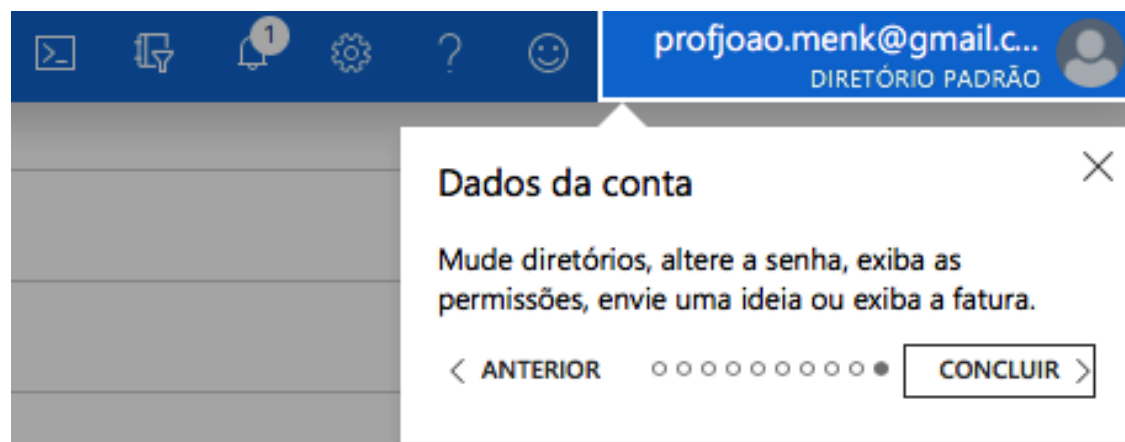 1
profjoao.menk@gmail.c...
DIRETÓRIO PADRÃO
Dados da conta
Mude diretórios, altere a senha, exiba as
permissões, envie uma ideia ou exiba a fatura.
ANTERIOR CONCLUIR